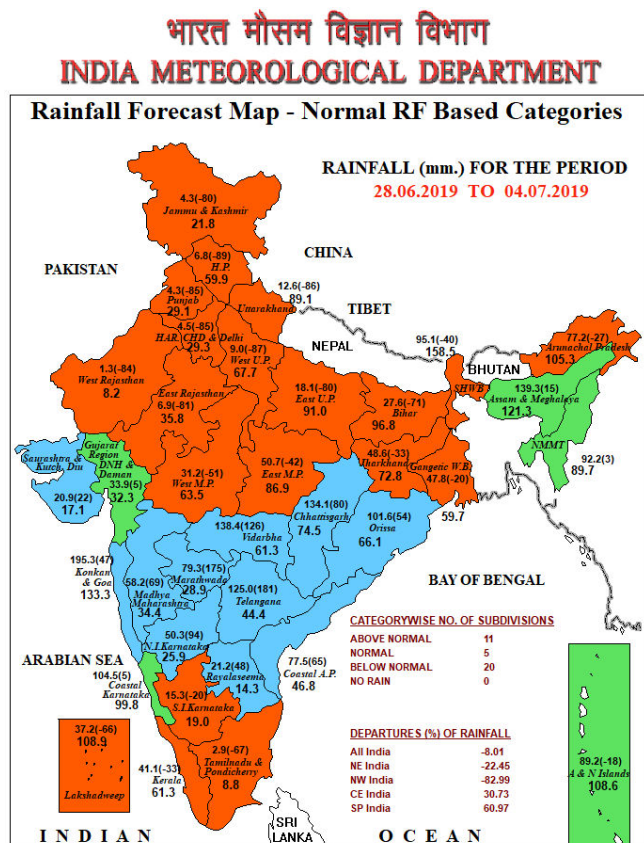 भारत मौसम विज्ञान विभाग
INDIA METEOROLOGICAL DEPARTMENT
Rainfall Forecast Map - Normal RF Based Categories
RAINFALL (mm.) FOR THE PERIOD
28.06.2019 TO 04.07.2019
4.3(-80)
Jammu & Kashmir
21.8
CHINA
6.8(-89)
H.P.
59.9
PAKISTAN
12.6(-86)
89.1
4.3(-85)
Punjab
29.1
Uttarakhand
TIBET
4.5(-85)
HAR. CHD & Delhi
29.3
NEPAL
9.0(-87)
West U.P.
67.7
95.1(-40)
158.5
77.2(-27)
Arunachal Pradesh
105.3
BHUTAN
1.3(-84)
West Rajasthan
8.2
East Rajasthan
6.9(-81)
35.8
18.1(-80)
East U.P.
91.0
27.6(-71)
Bihar
96.8
SHWB
139.3(15)
Assam & Meghalaya
121.3
Gujarat
Region
DNH &
Daman
33.9(5)
32.3
Saurashtra &
Kutch, Diu
20.9(22)
17.1
31.2(-51)
West M.P.
63.5
50.7(-42)
East M.P.
86.9
48.6(-33)
Jharkhand
72.8
Gangetic W.B.
47.8(-20)
59.7
NMMT
92.2(3)
89.7
134.1(80)
Chhattisgarh
74.5
101.6(54)
Orissa
66.1
138.4(126)
Vidarbha
61.3
195.3(47)
Konkan
& Goa
133.3
58.2(69)
Madhya
Maharashtra
34.4
79.3(175)
Marathwada
28.9
125.0(181)
Telangana
44.4
BAY OF BENGAL
50.3(94)
N.I.Karnataka
25.9
ARABIAN SEA
104.5(5)
Coastal
Karnataka
99.8
21.2(48)
Rayalaseema
14.3
77.5(65)
Coastal A.P.
46.8
15.3(-20)
S.I.Karnataka
19.0
CATEGORYWISE NO. OF SUBDIVISIONS
ABOVE NORMAL 11
NORMAL 5
BELOW NORMAL 20
NO RAIN 0
37.2(-66)
108.9
Lakshadweep
41.1(-33)
Kerala
61.3
2.9(-67)
Tamilnadu &
Pondicherry
8.8
DEPARTURES (%) OF RAINFALL
All India -8.01
NE India -22.45
NW India -82.99
CE India 30.73
SP India 60.97
89.2(-18)
A & N Islands
108.6
SRI
LANKA
INDIAN OCEAN